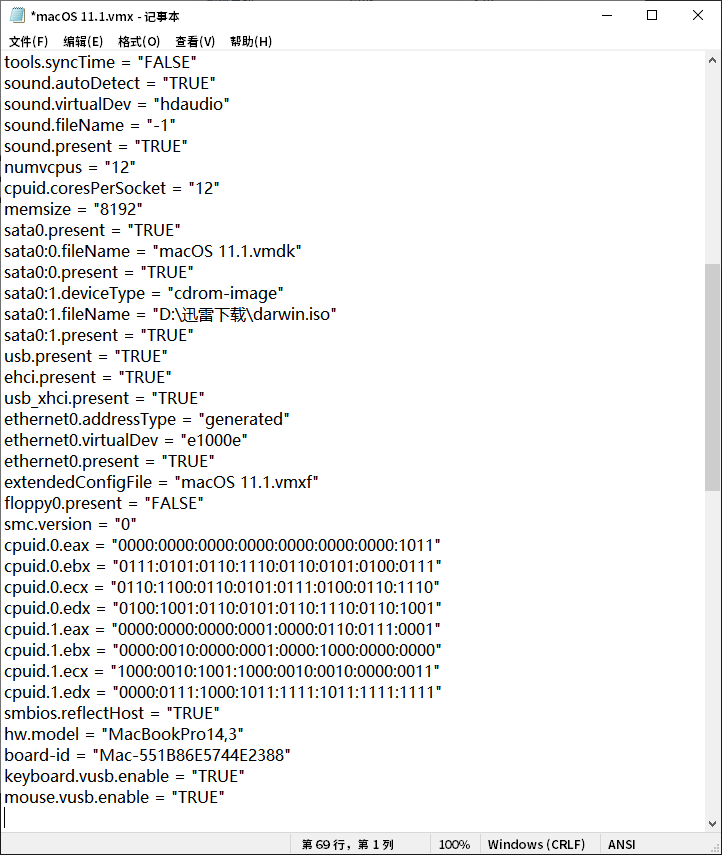 *macOS 11.1.vmx - 记事本
文件(F) 编辑(E) 格式(O) 查看(V) 帮助(H)
tools.syncTime = "FALSE"
sound.autoDetect = "TRUE"
sound.virtualDev = "hdaudio"
sound.fileName = "-1"
sound.present = "TRUE"
numvcpus = "12"
cpuid.coresPerSocket = "12"
memsize = "8192"
sata0.present = "TRUE"
sata0:0.fileName = "macOS 11.1.vmdk"
sata0:0.present = "TRUE"
sata0:1.deviceType = "cdrom-image"
sata0:1.fileName = "D:\迅雷下载\darwin.iso"
sata0:1.present = "TRUE"
usb.present = "TRUE"
ehci.present = "TRUE"
usb_xhci.present = "TRUE"
ethernet0.addressType = "generated"
ethernet0.virtualDev = "e1000e"
ethernet0.present = "TRUE"
extendedConfigFile = "macOS 11.1.vmxf"
floppy0.present = "FALSE"
smc.version = "0"
cpuid.0.eax = "0000:0000:0000:0000:0000:0000:0000:1011"
cpuid.0.ebx = "0111:0101:0110:1110:0110:0101:0100:0111"
cpuid.0.ecx = "0110:1100:0110:0101:0111:0100:0110:1110"
cpuid.0.edx = "0100:1001:0110:0101:0110:1110:0110:1001"
cpuid.1.eax = "0000:0000:0000:0001:0000:0110:0111:0001"
cpuid.1.ebx = "0000:0010:0000:0001:0000:1000:0000:0000"
cpuid.1.ecx = "1000:0010:1001:1000:0010:0010:0000:0011"
cpuid.1.edx = "0000:0111:1000:1011:1111:1011:1111:1111"
smbios.reflectHost = "TRUE"
hw.model = "MacBookPro14,3"
board-id = "Mac-551B86E5744E2388"
keyboard.vusb.enable = "TRUE"
mouse.vusb.enable = "TRUE"
第 69 行，第 1 列 100% Windows (CRLF) ANSI